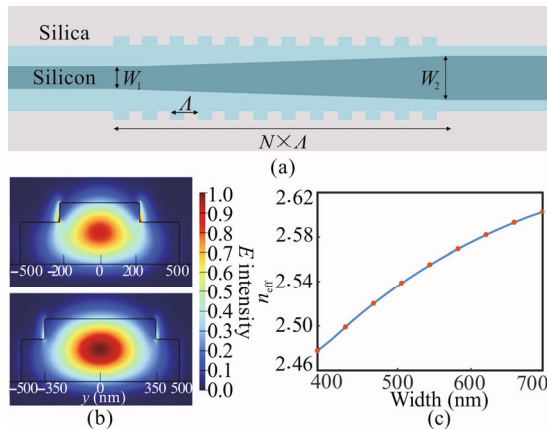 Silica
Silicon
W₁
W₂
Λ
N×Λ
(a)
1.0
0.9
0.8
0.7
0.6
0.5
0.4
0.3
0.2
0.1
0.0
E intensity
−500 −200 0 200 500
−500 −350 0 350 500
y (nm)
(b)
2.62
2.58
2.54
2.50
2.46
n_eff
400 500 600 700
Width (nm)
(c)